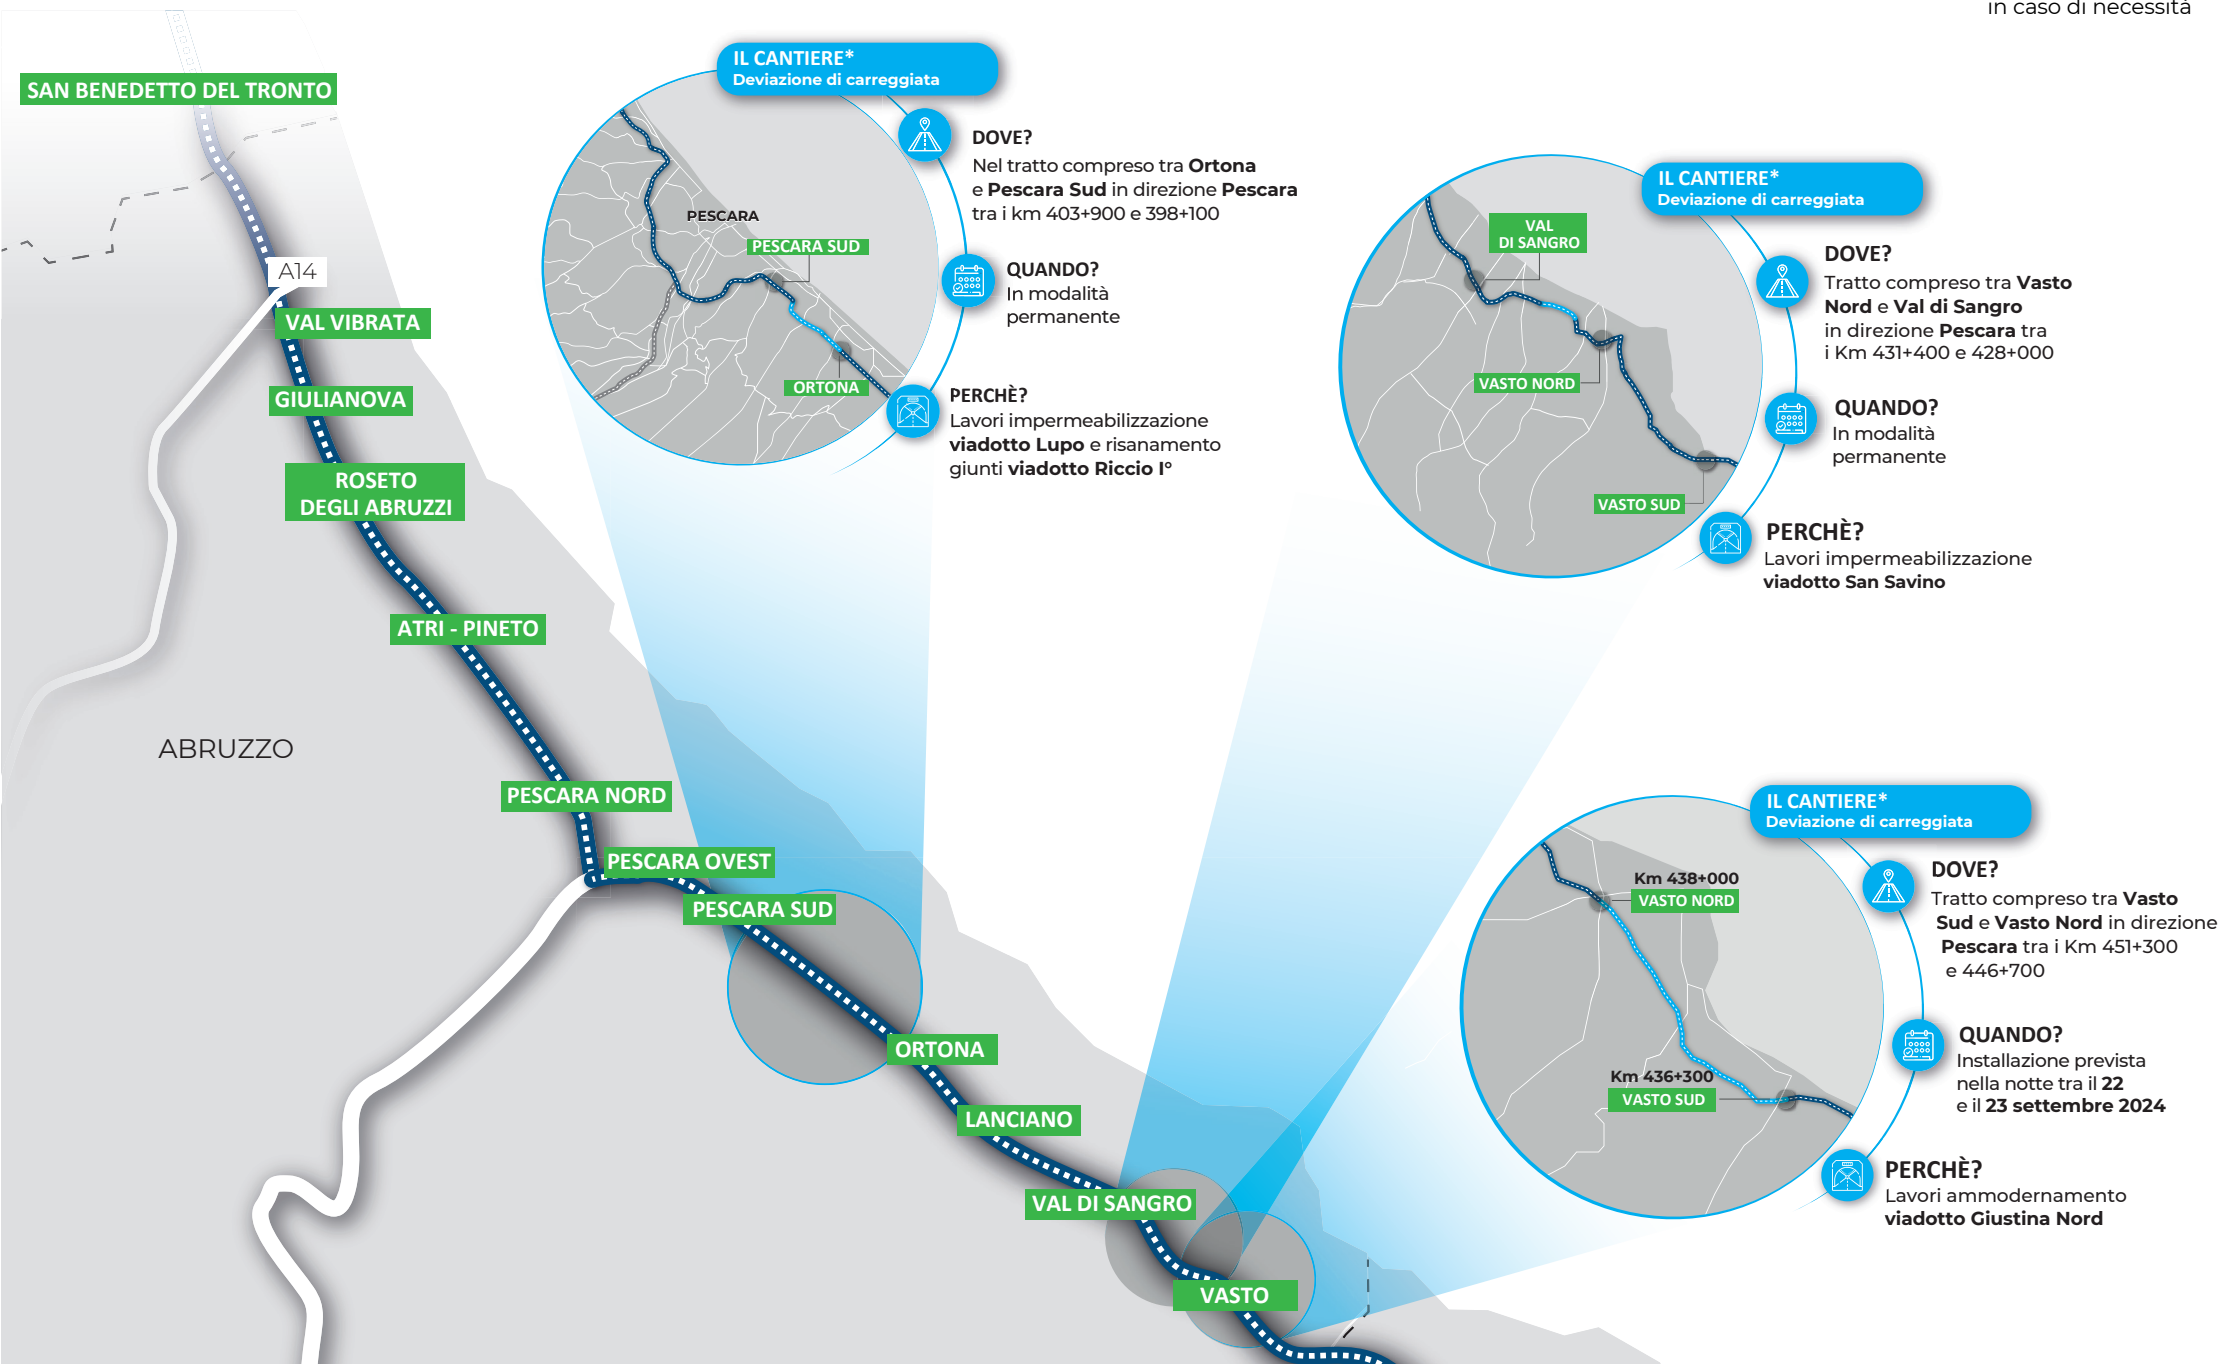 in caso di necessità
SAN BENEDETTO DEL TRONTO
A14
VAL VIBRATA
GIULIANOVA
ROSETO
DEGLI ABRUZZI
ATRI - PINETO
ABRUZZO
PESCARA NORD
PESCARA OVEST
PESCARA SUD
ORTONA
LANCIANO
VAL DI SANGRO
VASTO
IL CANTIERE*
Deviazione di carreggiata
PESCARA
PESCARA SUD
ORTONA
DOVE?
Nel tratto compreso tra Ortona
e Pescara Sud in direzione Pescara
tra i km 403+900 e 398+100
QUANDO?
In modalità
permanente
PERCHÈ?
Lavori impermeabilizzazione
viadotto Lupo e risanamento
giunti viadotto Riccio I°
IL CANTIERE*
Deviazione di carreggiata
VAL
DI SANGRO
VASTO NORD
VASTO SUD
DOVE?
Tratto compreso tra Vasto
Nord e Val di Sangro
in direzione Pescara tra
i Km 431+400 e 428+000
QUANDO?
In modalità
permanente
PERCHÈ?
Lavori impermeabilizzazione
viadotto San Savino
IL CANTIERE*
Deviazione di carreggiata
Km 438+000
VASTO NORD
Km 436+300
VASTO SUD
DOVE?
Tratto compreso tra Vasto
Sud e Vasto Nord in direzione
Pescara tra i Km 451+300
e 446+700
QUANDO?
Installazione prevista
nella notte tra il 22
e il 23 settembre 2024
PERCHÈ?
Lavori ammodernamento
viadotto Giustina Nord